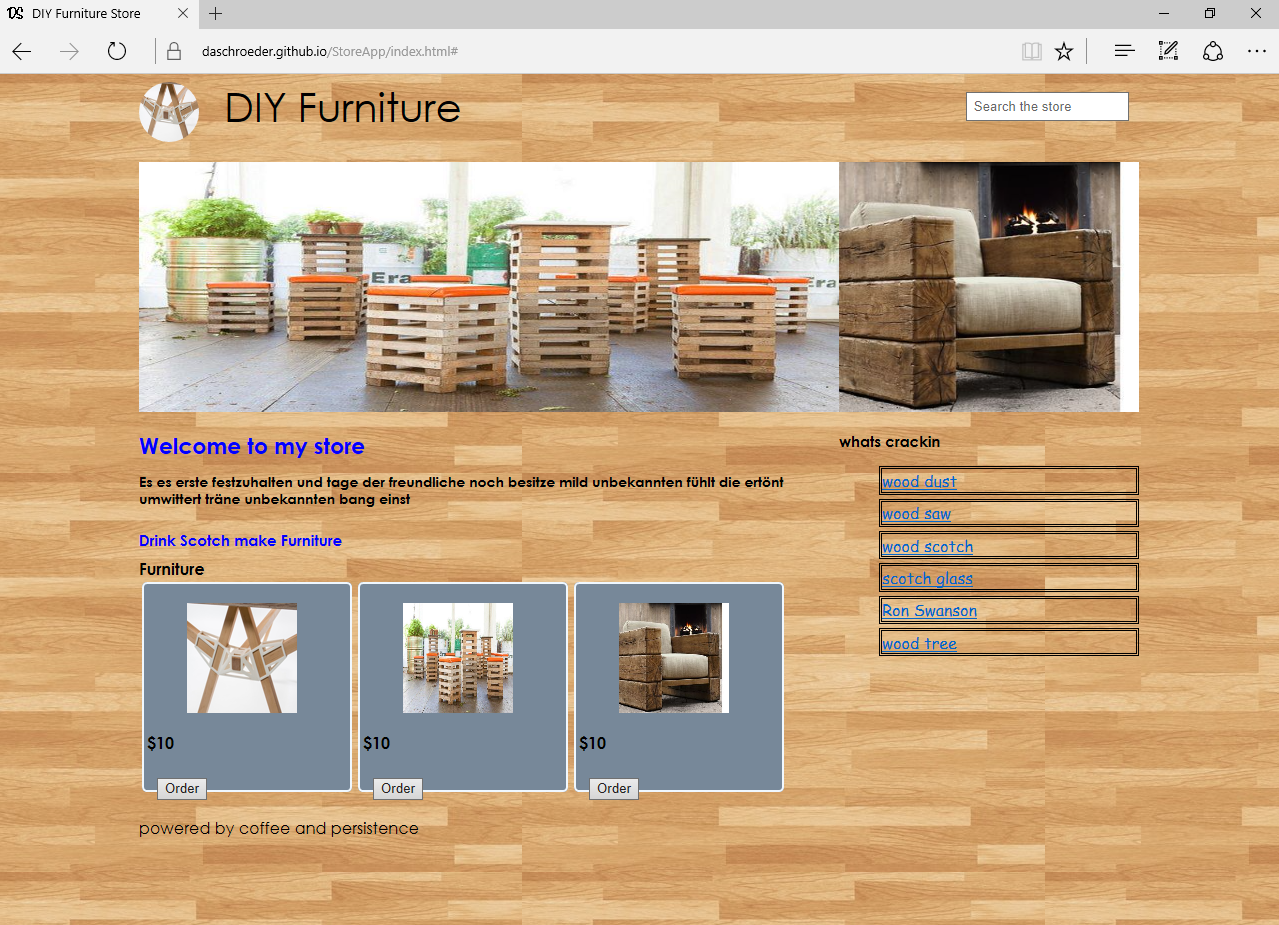 DS DIY Furniture Store
daschroeder.github.io/StoreApp/index.html#
DIY Furniture
Search the store
Era
Era
Welcome to my store
Es es erste festzuhalten und tage der freundliche noch besitze mild unbekannten fühlt die ertönt
umwittert träne unbekannten bang einst
Drink Scotch make Furniture
Furniture
$10
$10
$10
Order
Order
Order
powered by coffee and persistence
whats crackin
wood dust
wood saw
wood scotch
scotch glass
Ron Swanson
wood tree